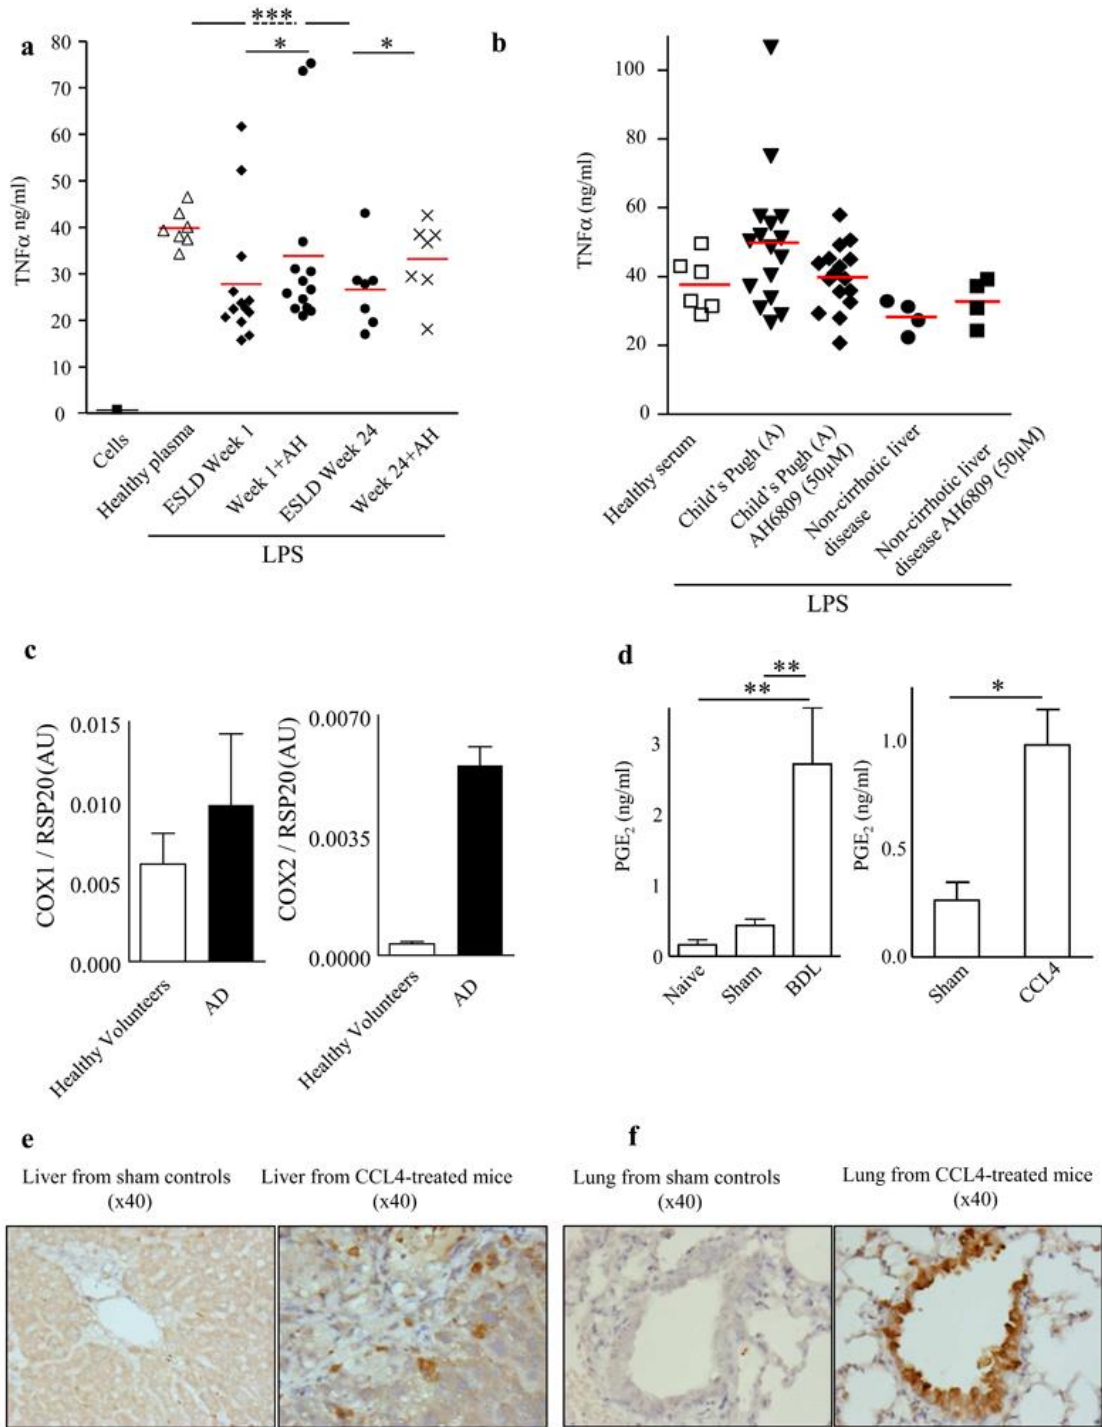 a
***
*
*
80
70
60
50
40
30
20
10
0
TNFα ng/ml
Cells
Healthy plasma
ESLD Week 1
Week 1+AH
ESLD Week 24
Week 24+AH
LPS
b
100
80
60
40
20
0
TNFα (ng/ml)
Healthy serum
Child's Pugh (A)
Child's Pugh (A)
AH6809 (50μM)
Non-cirrhotic liver
disease
Non-cirrhotic liver
disease AH6809 (50μM)
LPS
c
0.015
0.010
0.005
0.000
COX1 / RSP20(AU)
Healthy Volunteers
AD
0.0070
0.0035
0.0000
COX2 / RSP20(AU)
Healthy Volunteers
AD
d
**
**
3
2
1
0
PGE₂ (ng/ml)
Naive
Sham
BDL
*
1.0
0.5
0.0
PGE₂ (ng/ml)
Sham
CCL4
e
Liver from sham controls
(x40)
Liver from CCL4-treated mice
(x40)
f
Lung from sham controls
(x40)
Lung from CCL4-treated mice
(x40)